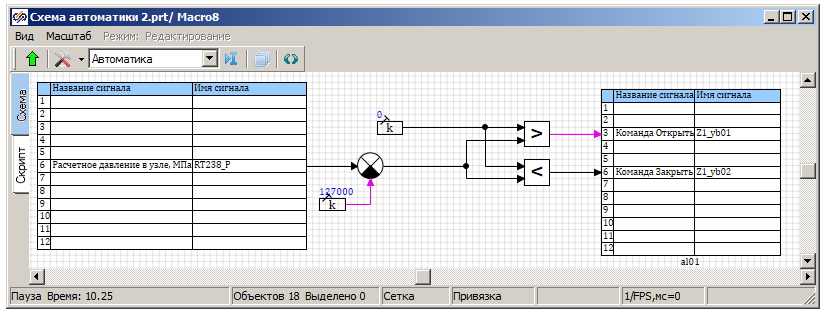 Схема автоматики 2.prt/ Macro8
Вид Масштаб Режим: Редактирование
Автоматика
Схема
Скрипт
Название сигнала Имя сигнала
1
2
3
4
5
6 Расчетное давление в узле, МПа RT238_P
7
8
9
10
11
12
0
k
127000
k
>
<
Название сигнала Имя сигнала
1
2
3 Команда Открыть Z1_yb01
4
5
6 Команда Закрыть Z1_yb02
7
8
9
10
11
12
al01
Пауза Время: 10.25 Объектов 18 Выделено 0 Сетка Привязка 1/FPS,мс=0